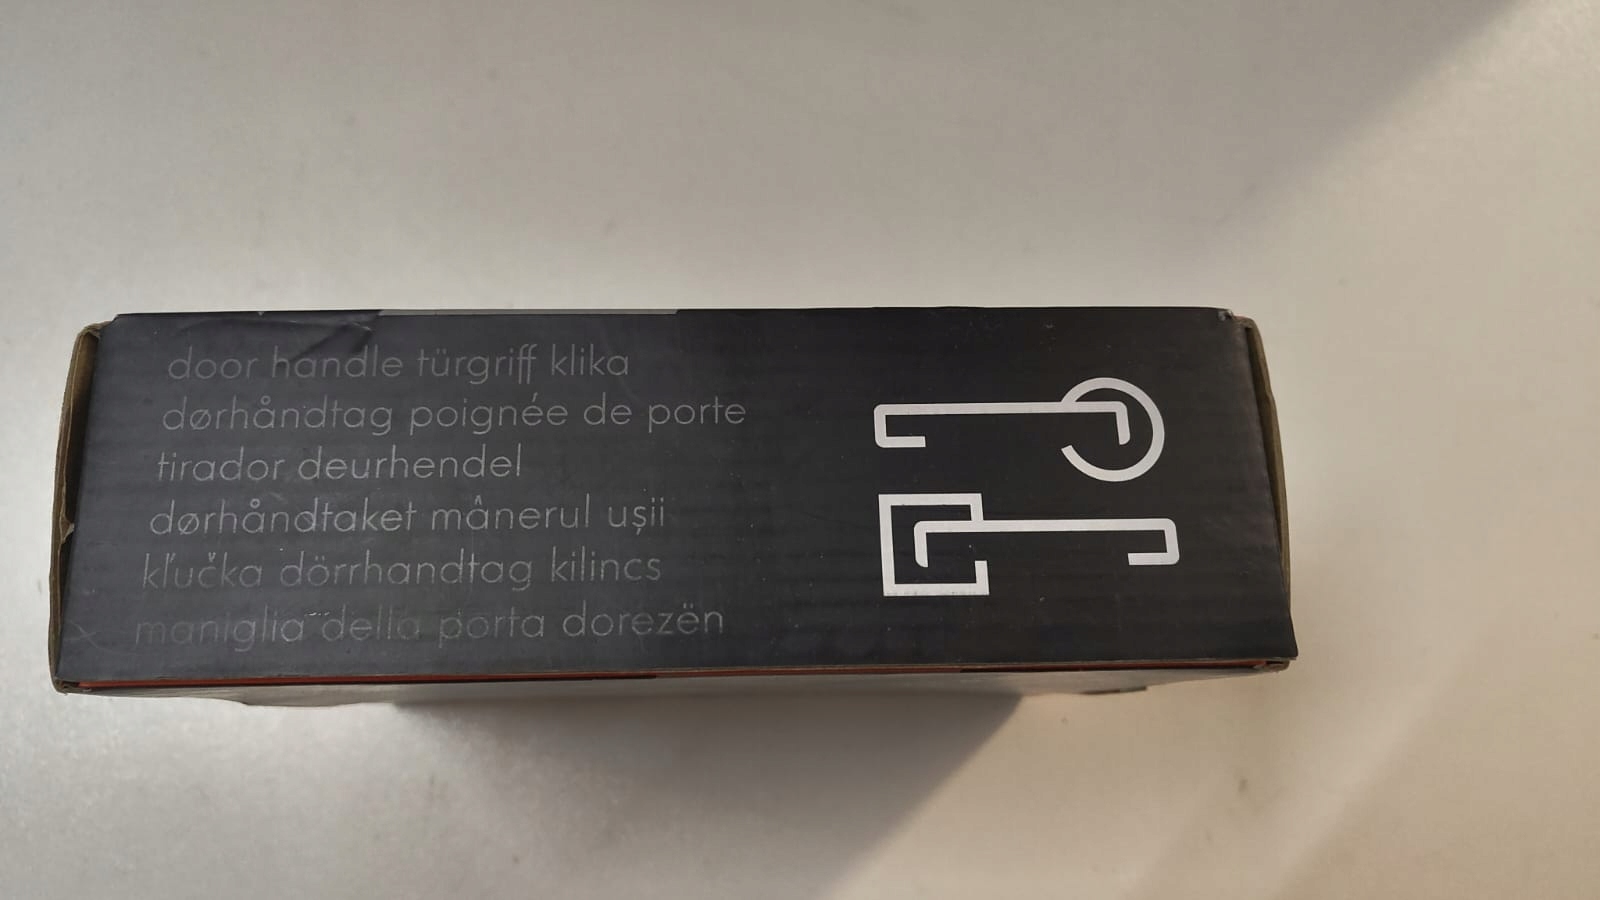 door handle türgriff klika
dørhåndtag poignée de porte
tirador deurhendel
dørhåndtaket mânerul ușii
kľučka dörrhandtag kilincs
maniglia della porta dorezën